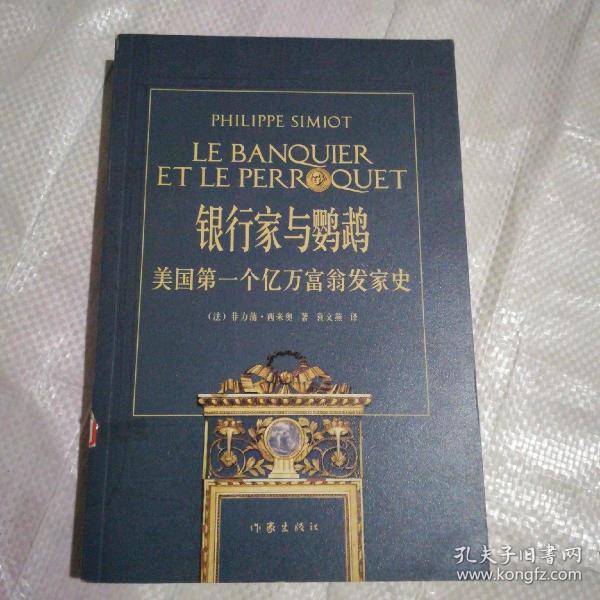 PHILIPPE SIMIOT
LE BANQUIER
ET LE PERROQUET
银行家与鹦鹉
美国第一个亿万富翁发家史
（法）菲力蒲·西米奥 著 袁文燕 译
作家出版社
孔夫子旧书网
www.kongfz.com